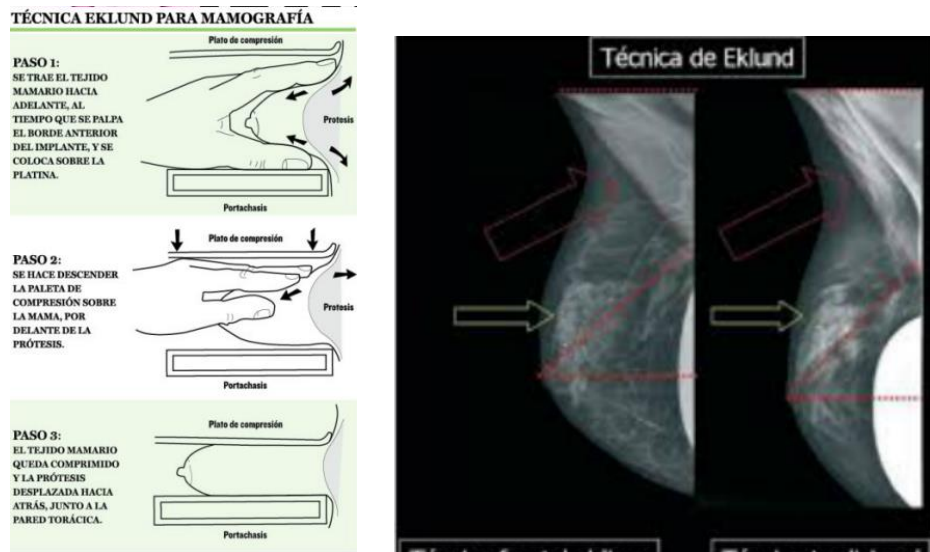 TÉCNICA EKLUND PARA MAMOGRAFÍA
Plato de compresión
PASO 1:
SE TRAE EL TEJIDO
MAMARIO HACIA
ADELANTE, AL
TIEMPO QUE SE PALPA
EL BORDE ANTERIOR
DEL IMPLANTE, Y SE
COLOCA SOBRE LA
PLATINA.
Protesis
Portachasis
Plato de compresión
PASO 2:
SE HACE DESCENDER
LA PALETA DE
COMPRESIÓN SOBRE
LA MAMA, POR
DELANTE DE LA
PRÓTESIS.
Protesis
Portachasis
Plato de compresión
PASO 3:
EL TEJIDO MAMARIO
QUEDA COMPRIMIDO
Y LA PRÓTESIS
DESPLAZADA HACIA
ATRÁS, JUNTO A LA
PARED TORÁCICA.
Portachasis
Técnica de Eklund